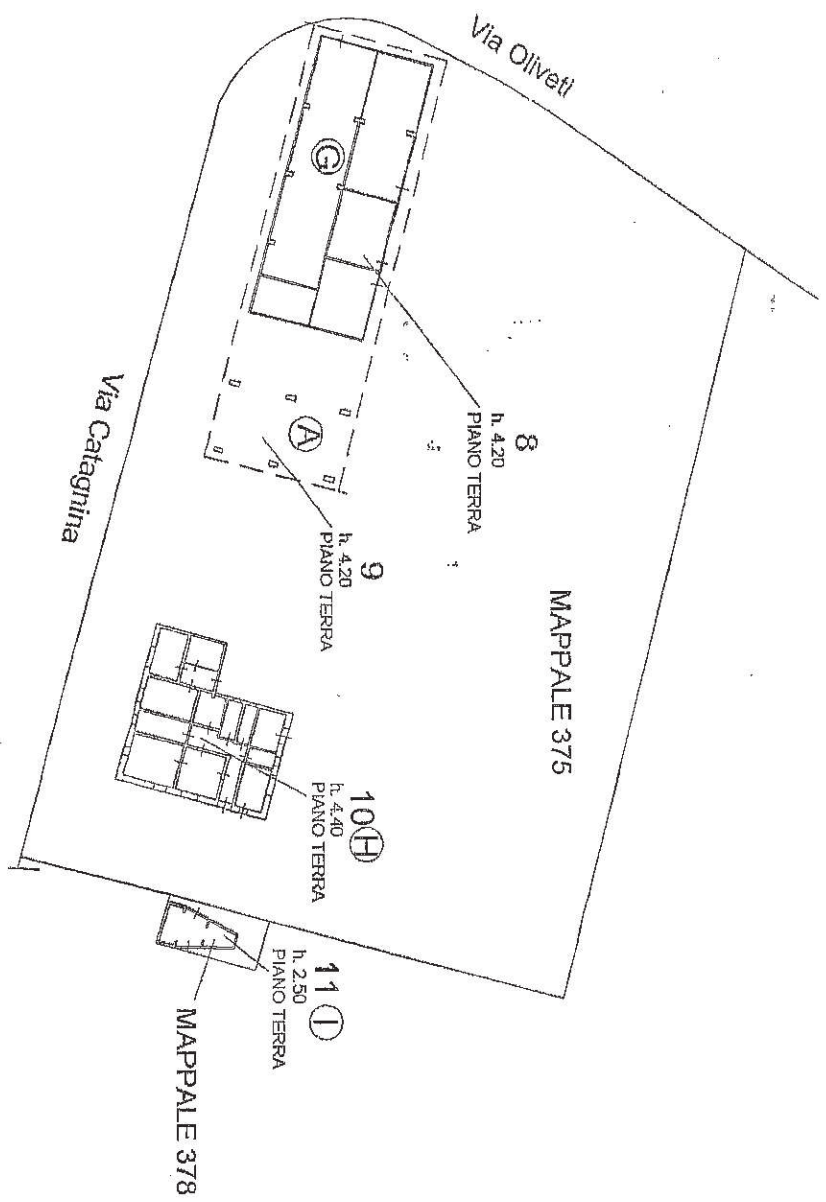 Via Oliveti
G
8
h. 4.20
PIANO TERRA
A
9
h. 4.20
PIANO TERRA
Via Catagnina
MAPPALE 375
10 H
h. 4.40
PIANO TERRA
11 I
h. 2.50
PIANO TERRA
MAPPALE 378